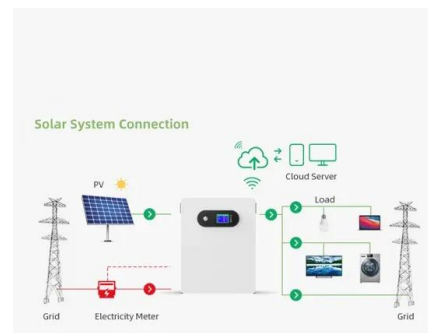 Solar System Connection
Cloud Server
PV
Load
Grid
Electricity Meter
Grid